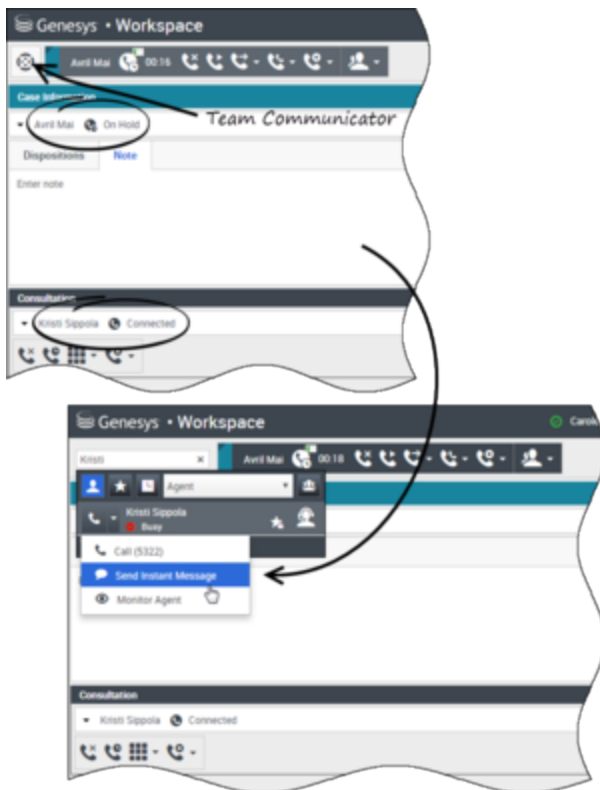 Genesys • Workspace
Avril Mai 00:16
Case Information
Avril Mai On Hold
Team Communicator
Dispositions Note
Enter note
Consultation
Kristi Sippola Connected
Genesys • Workspace
Kristi × Avril Mai 00:18
Agent
Kristi Sippola
Busy
Call (5322)
Send Instant Message
Monitor Agent
Consultation
Kristi Sippola Connected